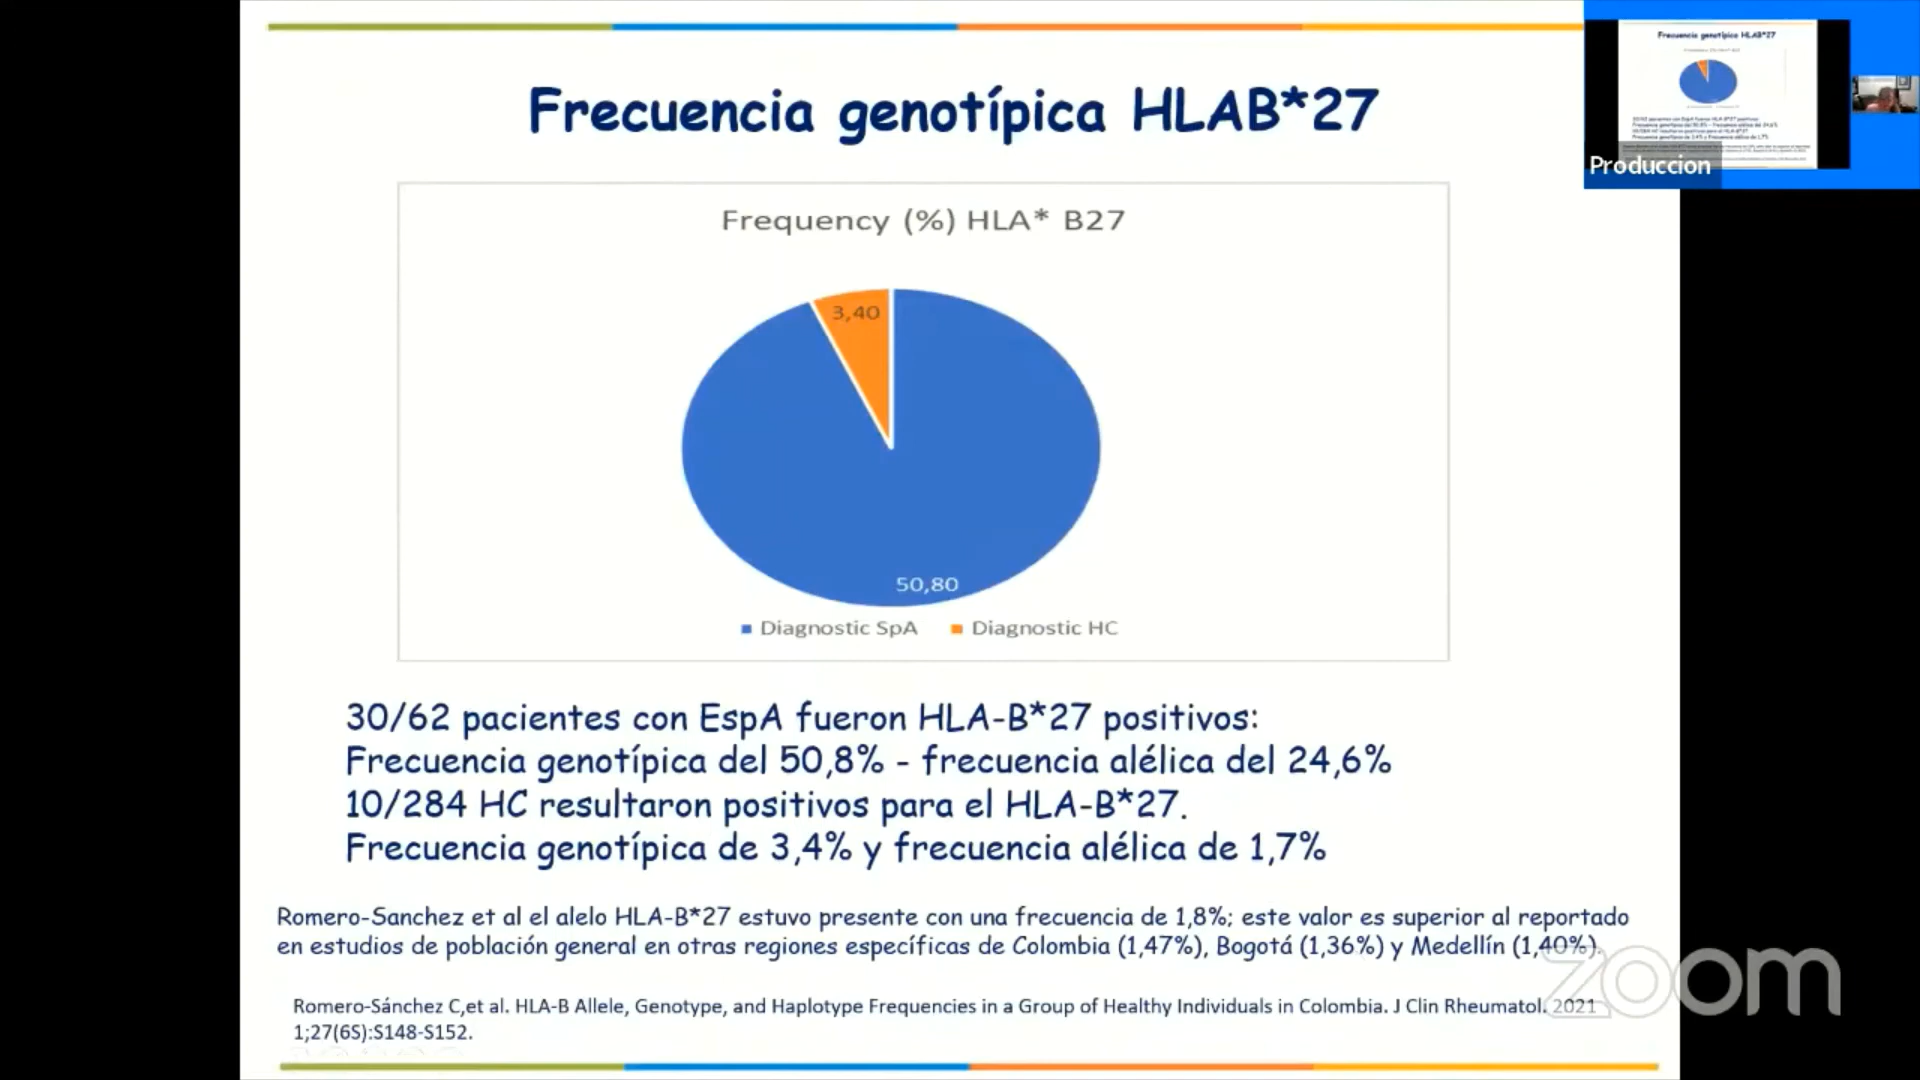 Frecuencia genotípica HLAB*27
Frequency (%) HLA* B27
3,40
50,80
Diagnostic SpA
Diagnostic HC
30/62 pacientes con EspA fueron HLA-B*27 positivos:
Frecuencia genotípica del 50,8% - frecuencia alélica del 24,6%
10/284 HC resultaron positivos para el HLA-B*27.
Frecuencia genotípica de 3,4% y frecuencia alélica de 1,7%
Romero-Sanchez et al el alelo HLA-B*27 estuvo presente con una frecuencia de 1,8%; este valor es superior al reportado
en estudios de población general en otras regiones específicas de Colombia (1,47%), Bogotá (1,36%) y Medellín (1,40%).
Romero-Sánchez C,et al. HLA-B Allele, Genotype, and Haplotype Frequencies in a Group of Healthy Individuals in Colombia. J Clin Rheumatol. 2021
1;27(6S):S148-S152.
Frecuencia genotípica HLAB*27
Produccion
zoom